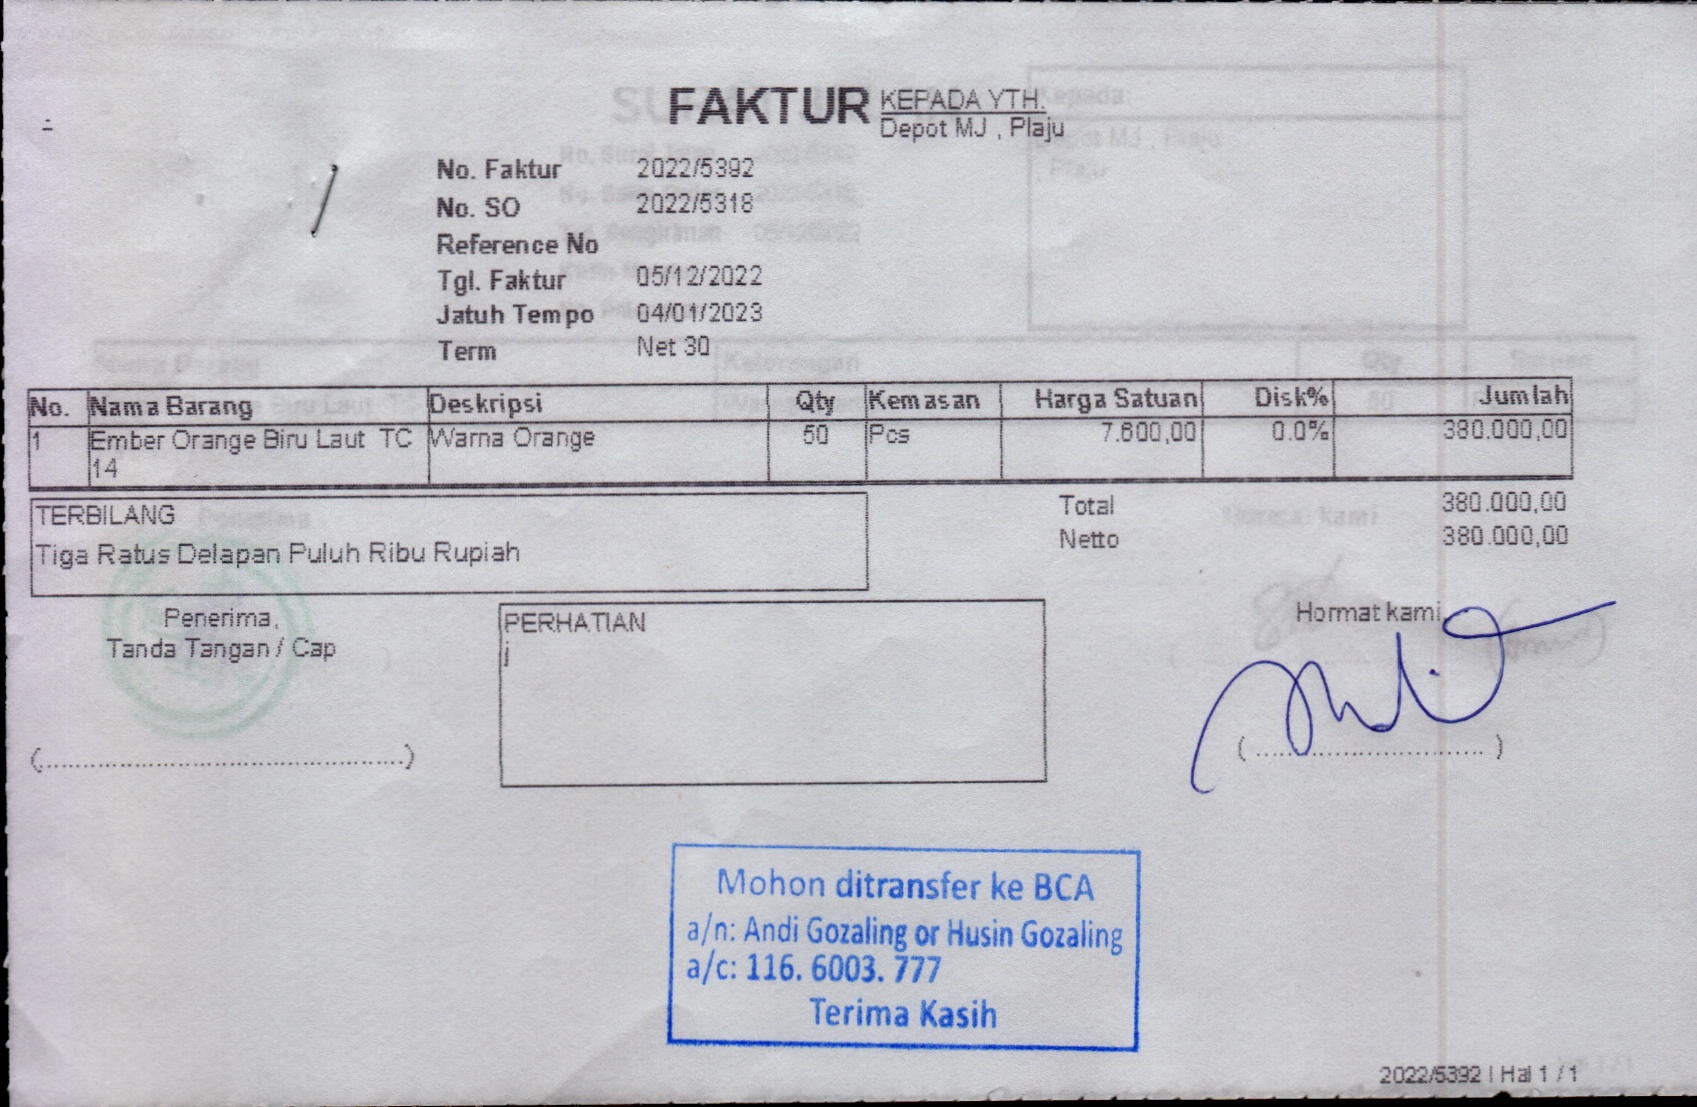 FAKTUR
KEPADA YTH.
Depot MJ , Plaju
No. Faktur 2022/5392
No. SO 2022/5318
Reference No
Tgl. Faktur 05/12/2022
Jatuh Tempo 04/01/2023
Term Net 30
No. Nama Barang Deskripsi Qty Kemasan Harga Satuan Disk% Jumlah
1 Ember Orange Biru Laut TC Warna Orange 50 Pcs 7.600,00 0.0% 380.000,00
14
TERBILANG
Tiga Ratus Delapan Puluh Ribu Rupiah
Total 380.000,00
Netto 380.000,00
Penerima,
Tanda Tangan / Cap
PERHATIAN
j
Hormat kami,
(................................................)
( ............................... )
Mohon ditransfer ke BCA
a/n: Andi Gozaling or Husin Gozaling
a/c: 116. 6003. 777
Terima Kasih
2022/5392 | Hal 1 / 1